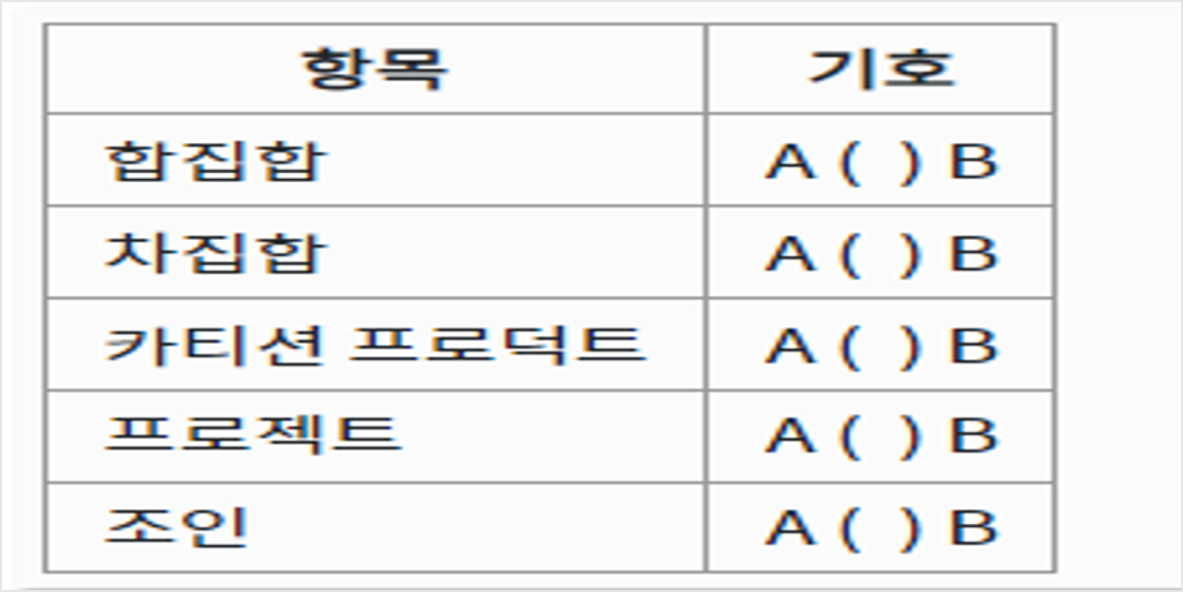 항목 기호
합집합 A ( ) B
차집합 A ( ) B
카티션 프로덕트 A ( ) B
프로젝트 A ( ) B
조인 A ( ) B